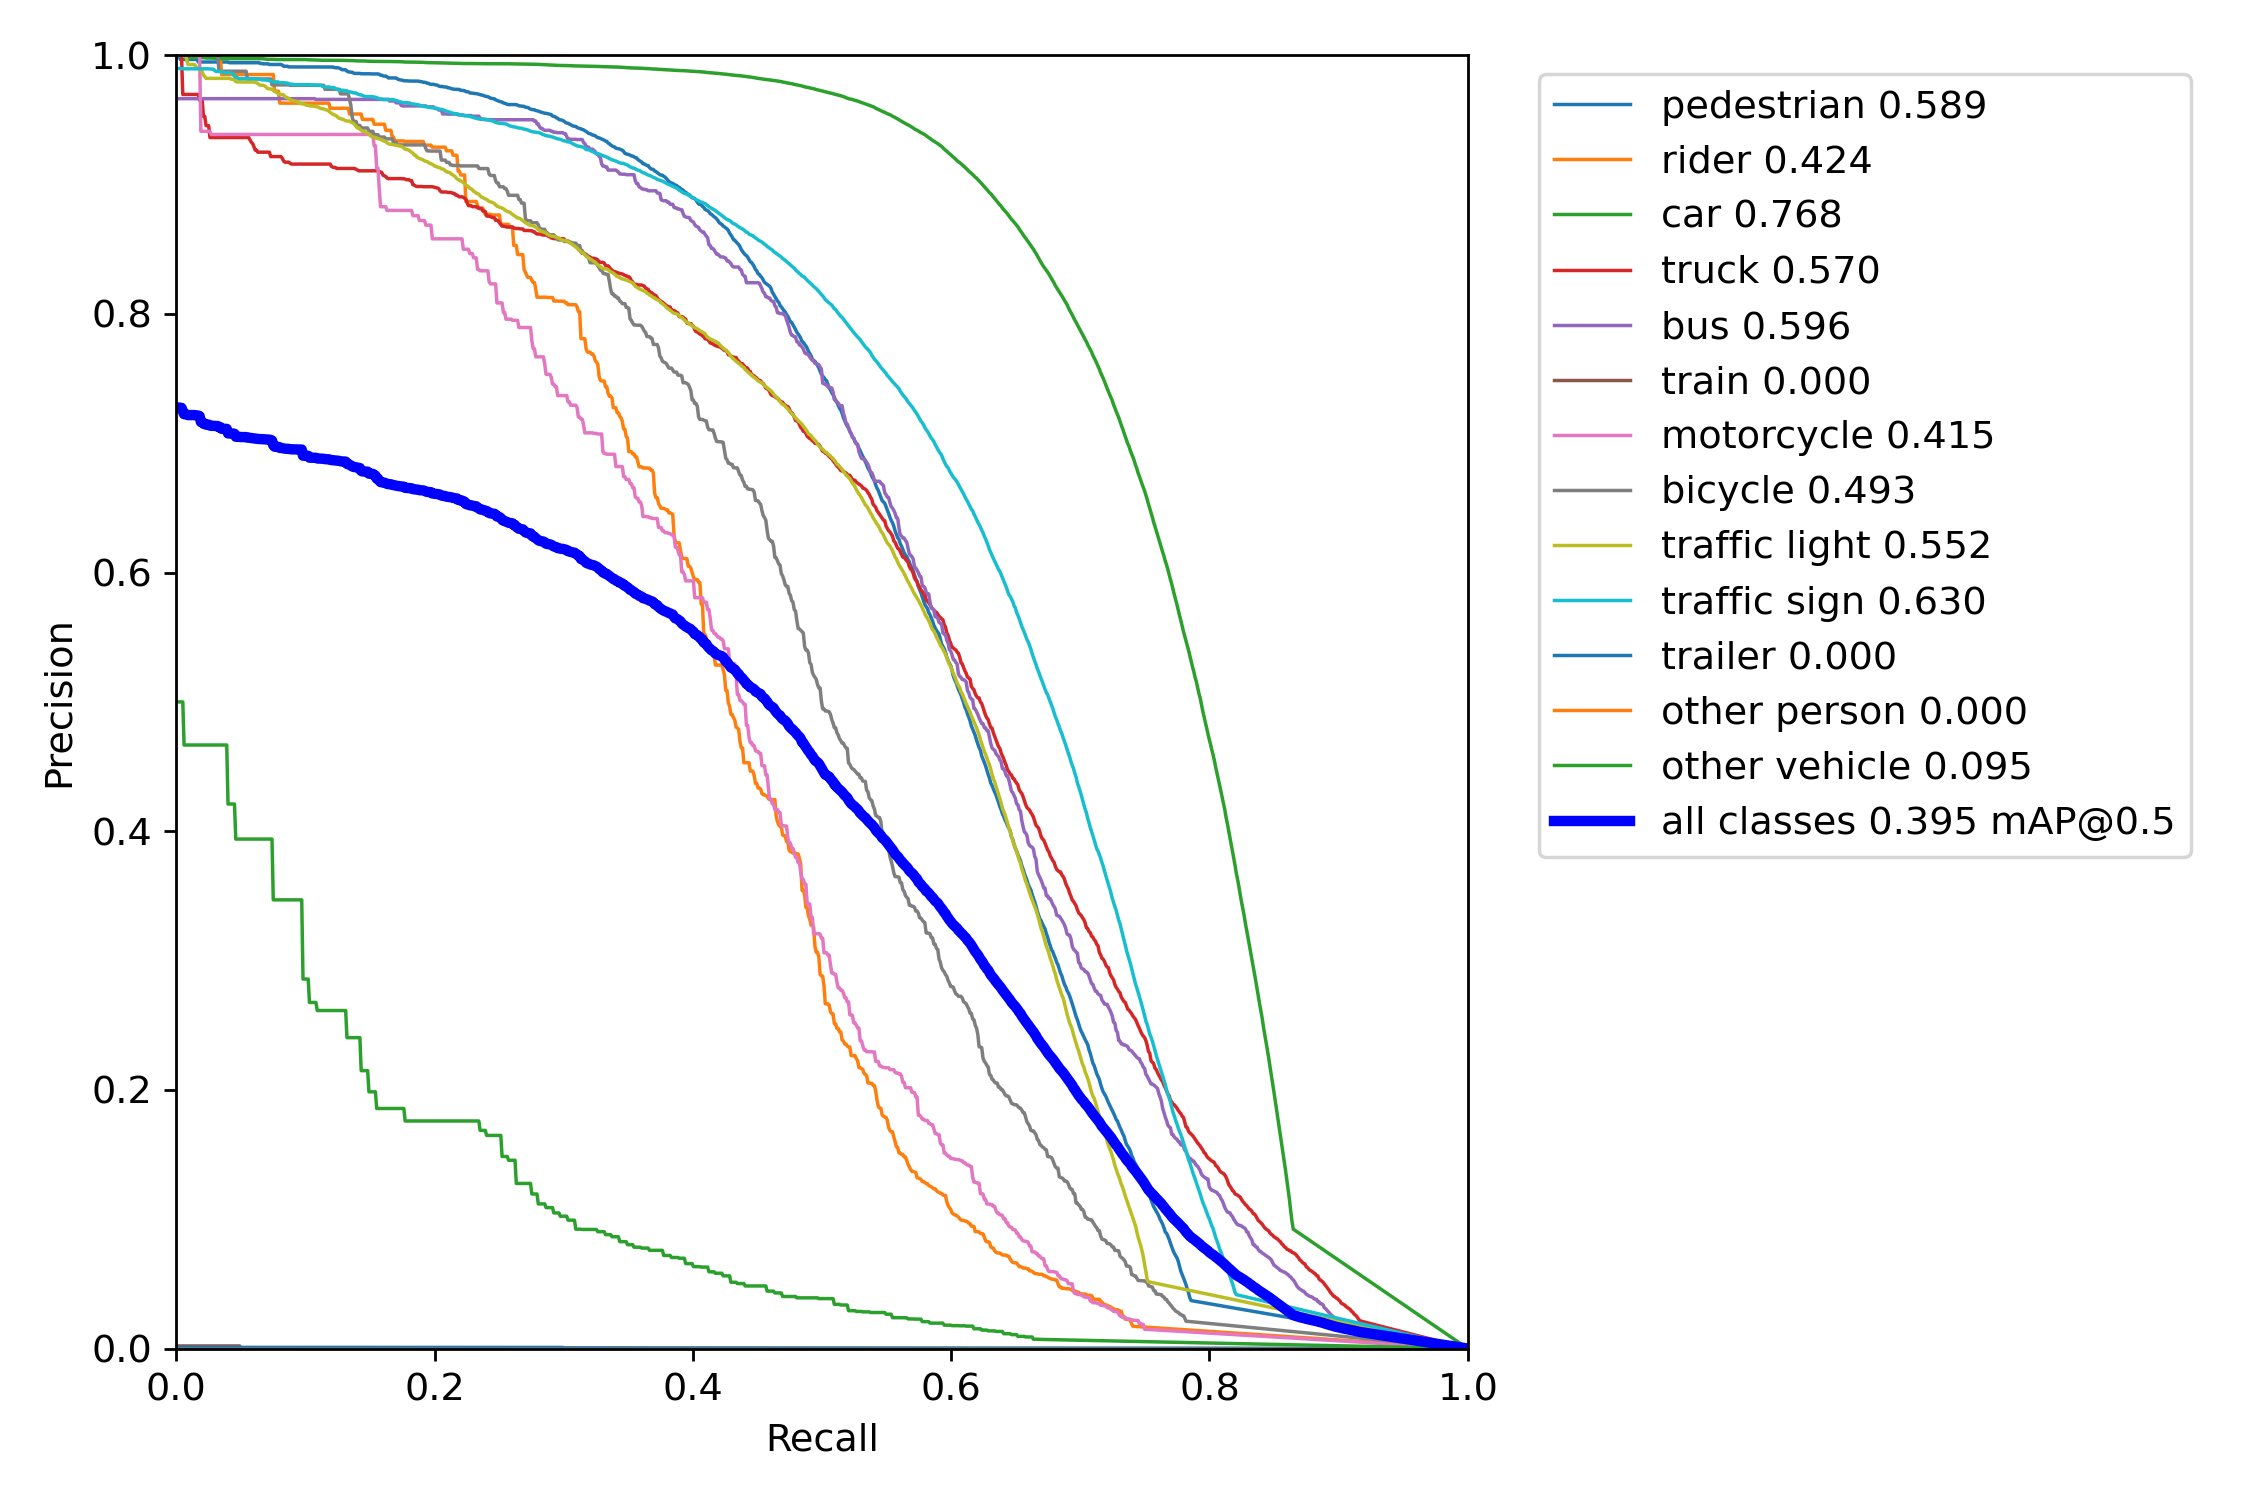 1.0
0.8
0.6
0.4
0.2
0.0
Precision
0.0 0.2 0.4 0.6 0.8 1.0
Recall
pedestrian 0.589
rider 0.424
car 0.768
truck 0.570
bus 0.596
train 0.000
motorcycle 0.415
bicycle 0.493
traffic light 0.552
traffic sign 0.630
trailer 0.000
other person 0.000
other vehicle 0.095
all classes 0.395 mAP@0.5